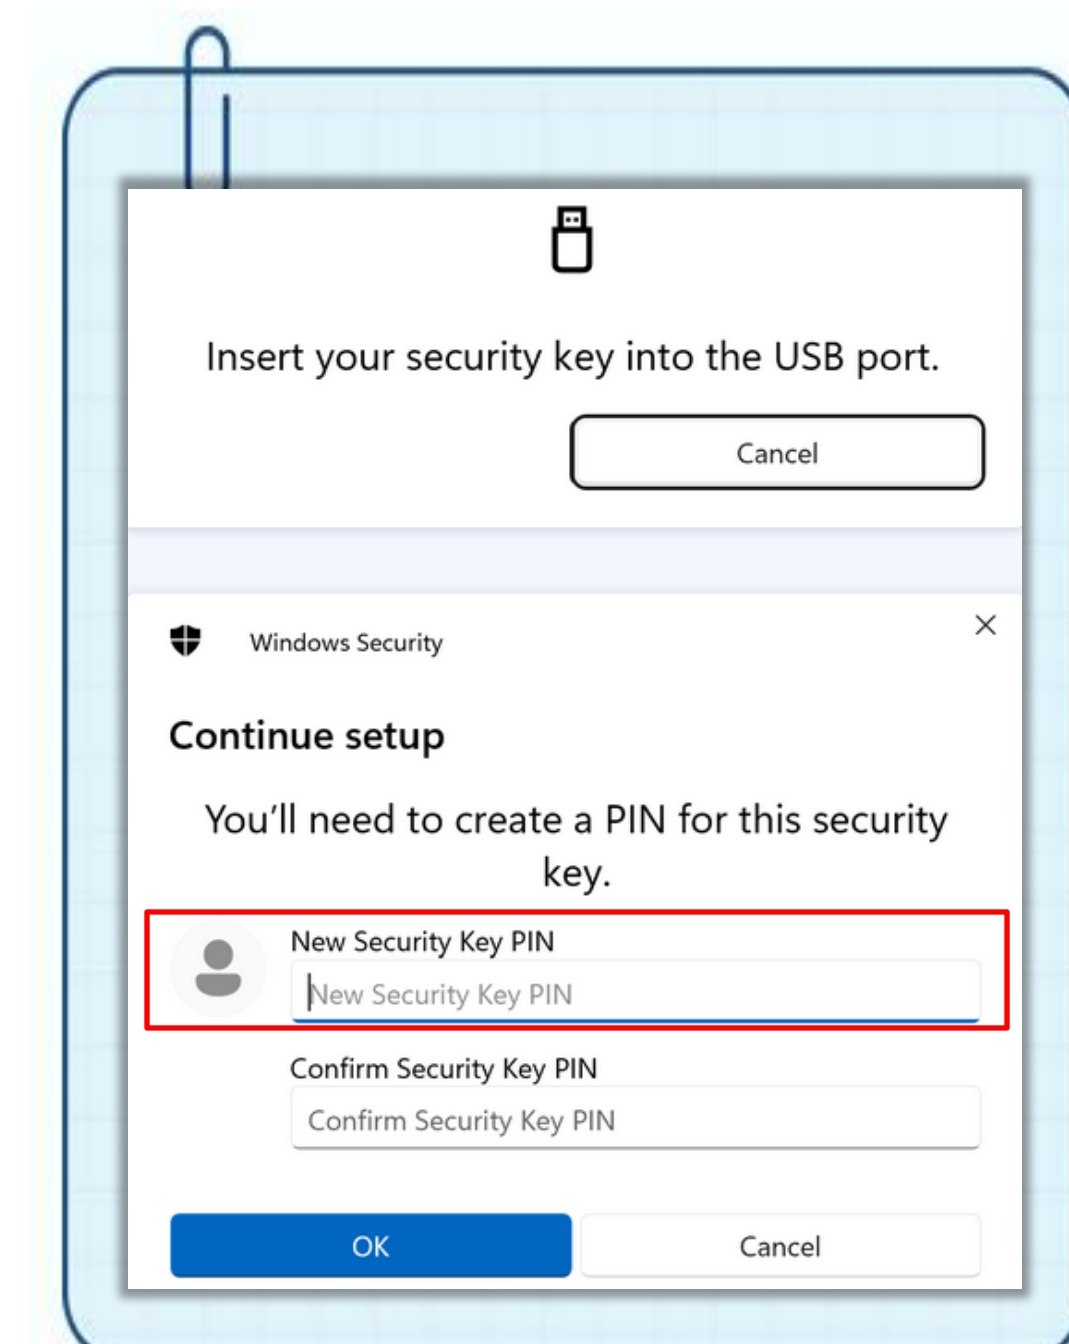 Insert your security key into the USB port.
Cancel
Windows Security
Continue setup
You'll need to create a PIN for this security
key.
New Security Key PIN
New Security Key PIN
Confirm Security Key PIN
Confirm Security Key PIN
OK
Cancel